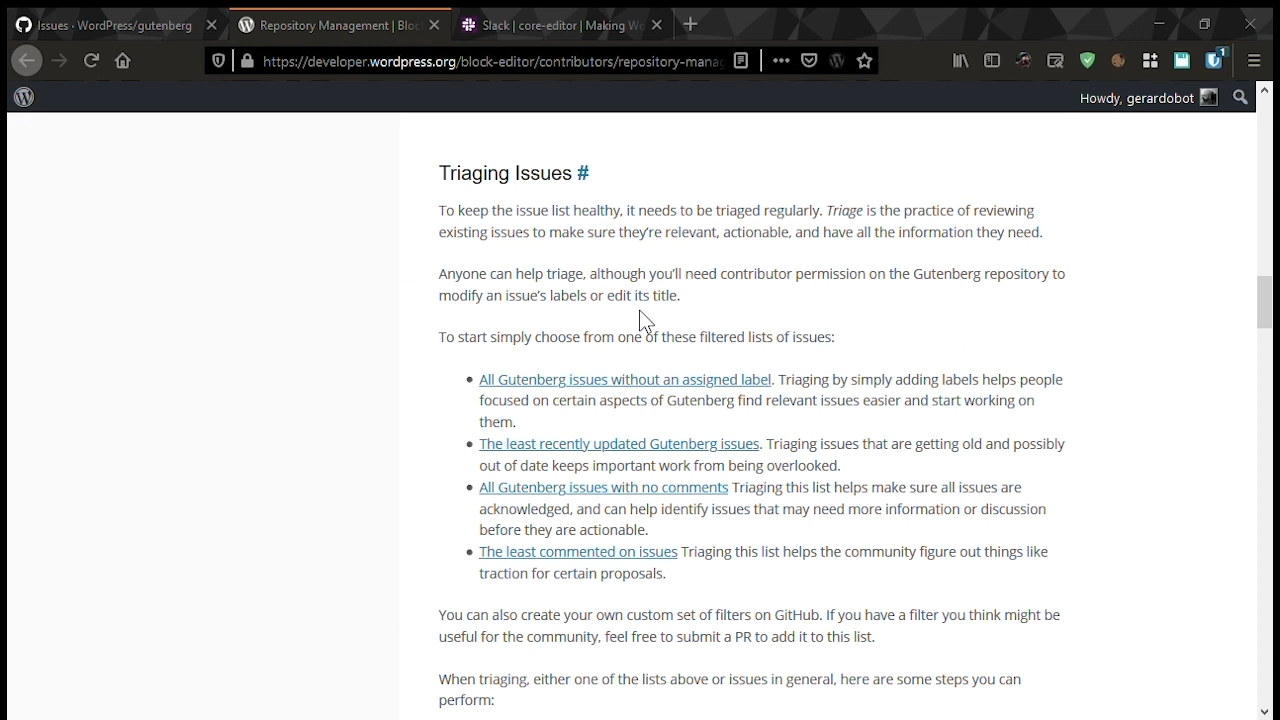 Issues · WordPress/gutenberg
Repository Management | Bloc
Slack | core-editor | Making W
https://developer.wordpress.org/block-editor/contributors/repository-mana
1
Howdy, gerardobot
Triaging Issues #
To keep the issue list healthy, it needs to be triaged regularly. Triage is the practice of reviewing
existing issues to make sure they're relevant, actionable, and have all the information they need.
Anyone can help triage, although you'll need contributor permission on the Gutenberg repository to
modify an issue's labels or edit its title.
To start simply choose from one of these filtered lists of issues:
• All Gutenberg issues without an assigned label. Triaging by simply adding labels helps people
focused on certain aspects of Gutenberg find relevant issues easier and start working on
them.
• The least recently updated Gutenberg issues. Triaging issues that are getting old and possibly
out of date keeps important work from being overlooked.
• All Gutenberg issues with no comments Triaging this list helps make sure all issues are
acknowledged, and can help identify issues that may need more information or discussion
before they are actionable.
• The least commented on issues Triaging this list helps the community figure out things like
traction for certain proposals.
You can also create your own custom set of filters on GitHub. If you have a filter you think might be
useful for the community, feel free to submit a PR to add it to this list.
When triaging, either one of the lists above or issues in general, here are some steps you can
perform: